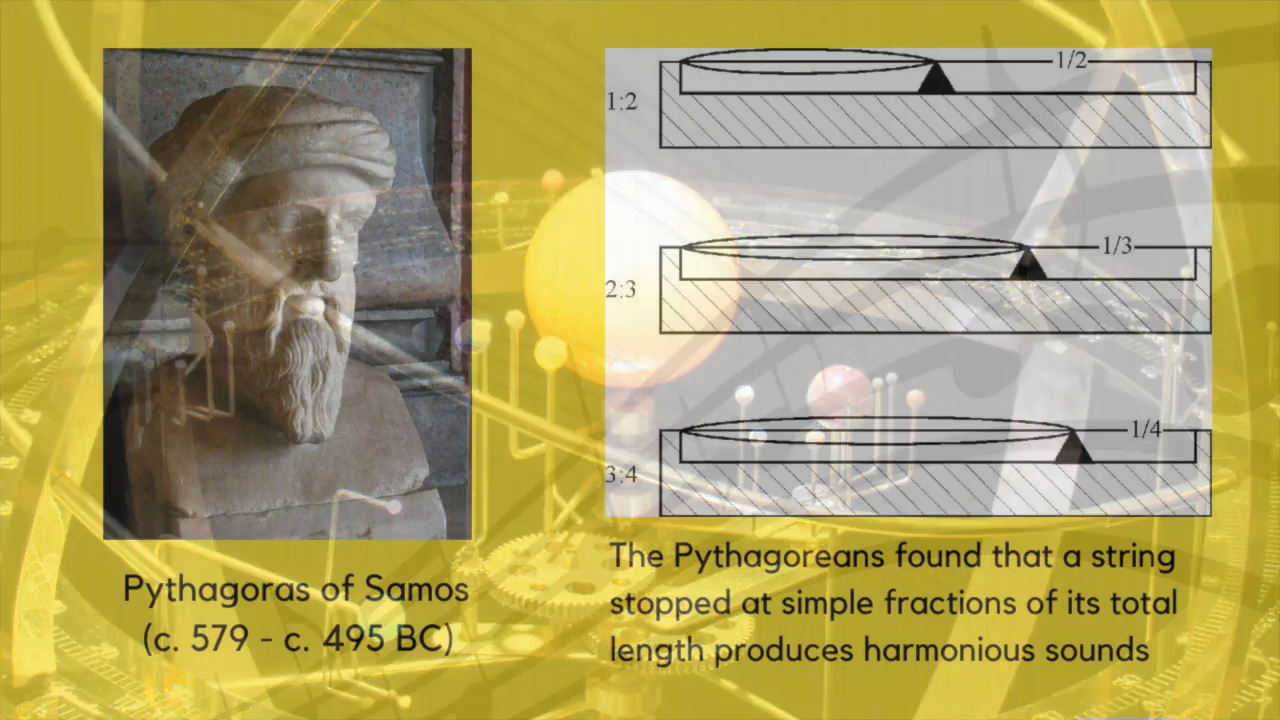 Pythagoras of Samos
(c. 579 - c. 495 BC)
1:2
1/2
2:3
1/3
3:4
1/4
The Pythagoreans found that a string
stopped at simple fractions of its total
length produces harmonious sounds